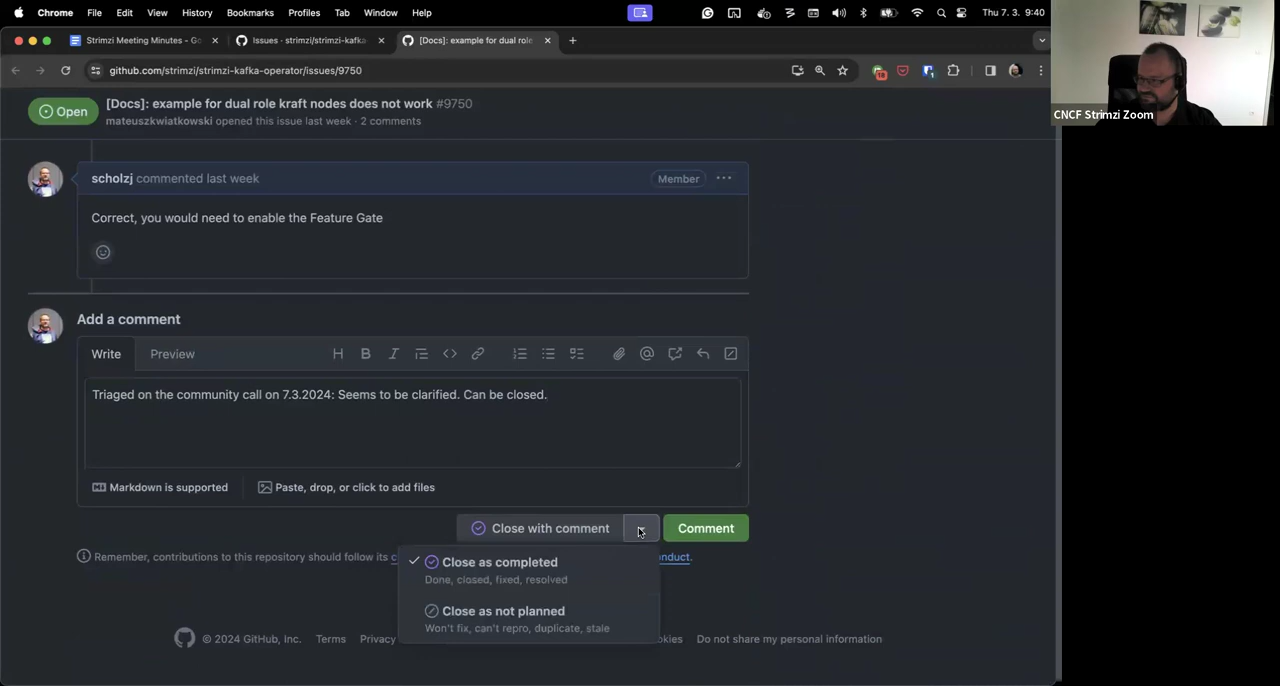 Chrome File Edit View History Bookmarks Profiles Tab Window Help Thu 7. 3. 9:40
Strimzi Meeting Minutes - Go
Issues · strimzi/strimzi-kafka-
[Docs]: example for dual role
github.com/strimzi/strimzi-kafka-operator/issues/9750
CNCF Strimzi Zoom
Open
[Docs]: example for dual role kraft nodes does not work #9750
mateuszkwiatkowski opened this issue last week · 2 comments
scholzj commented last week
Member
Correct, you would need to enable the Feature Gate
Add a comment
Write Preview
Triaged on the community call on 7.3.2024: Seems to be clarified. Can be closed.
Markdown is supported
Paste, drop, or click to add files
Close with comment
Comment
Remember, contributions to this repository should follow its c nduct.
Close as completed
Done, closed, fixed, resolved
Close as not planned
Won't fix, can't repro, duplicate, stale
© 2024 GitHub, Inc. Terms Privacy okies Do not share my personal information